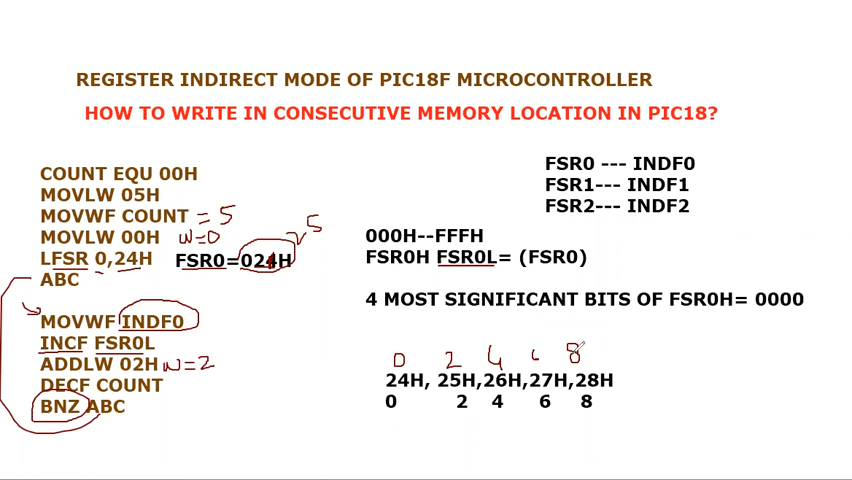 REGISTER INDIRECT MODE OF PIC18F MICROCONTROLLER
HOW TO WRITE IN CONSECUTIVE MEMORY LOCATION IN PIC18?
COUNT EQU 00H
MOVLW 05H
MOVWF COUNT = 5
MOVLW 00H W=0
LFSR 0,24H FSR0=024H 5
ABC
MOVWF INDF0
INCF FSR0L
ADDLW 02H W=2
DECF COUNT
BNZ ABC
FSR0 --- INDF0
FSR1--- INDF1
FSR2--- INDF2
000H--FFFH
FSR0H FSR0L= (FSR0)
4 MOST SIGNIFICANT BITS OF FSR0H= 0000
0 2 4 6 8
24H, 25H,26H,27H,28H
0 2 4 6 8